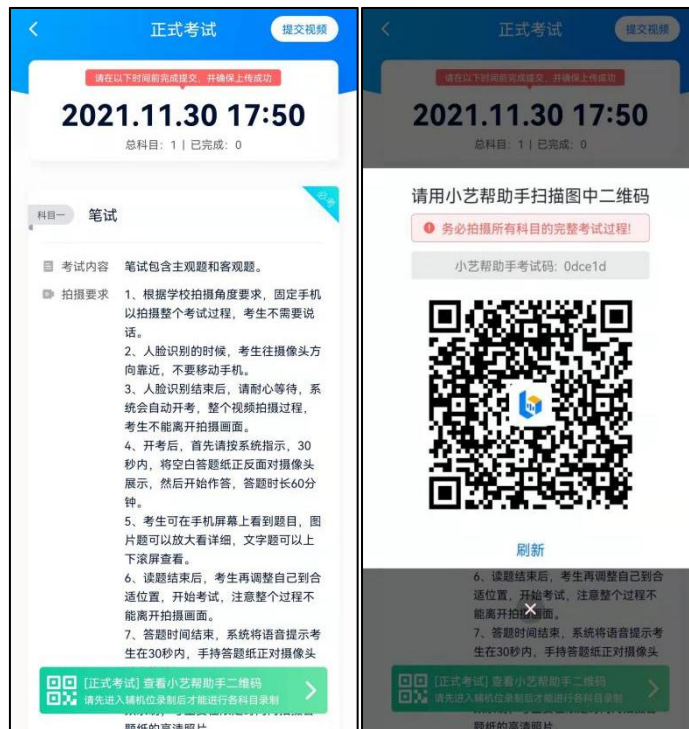 正式考试
提交视频
请在以下时间前完成提交，并确保上传成功
2021.11.30 17:50
总科目：1 | 已完成：0
必考
科目一
笔试
考试内容
笔试包含主观题和客观题。
拍摄要求
1、根据学校拍摄角度要求，固定手机
以拍摄整个考试过程，考生不需要说
话。
2、人脸识别的时候，考生往摄像头方
向靠近，不要移动手机。
3、人脸识别结束后，请耐心等待，系
统会自动开考，整个视频拍摄过程，
考生不能离开拍摄画面。
4、开考后，首先请按系统指示，30
秒内，将空白答题纸正反面对摄像头
展示，然后开始作答，答题时长60分
钟。
5、考生可在手机屏幕上看到题目，图
片题可以放大看详细，文字题可以上
下滚屏查看。
6、读题结束后，考生再调整自己到合
适位置，开始考试，注意整个过程不
能离开拍摄画面。
7、答题时间结束，系统将语音提示考
生在30秒内，手持答题纸正对摄像头
[正式考试] 查看小艺帮助手二维码
请先进入辅机位录制后才能进行各科目录制
题纸的高清照片
正式考试
提交视频
请在以下时间前完成提交，并确保上传成功
2021.11.30 17:50
总科目：1 | 已完成：0
请用小艺帮助手扫描图中二维码
务必拍摄所有科目的完整考试过程!
小艺帮助手考试码：0dce1d
刷新
6、读题结束后，考生再调整自己到合
适位置，开始考试，注意整个过程不
能离开拍摄画面。
7、答题时间结束，系统将语音提示考
生在30秒内，手持答题纸正对摄像头
[正式考试] 查看小艺帮助手二维码
请先进入辅机位录制后才能进行各科目录制
题纸的高清照片